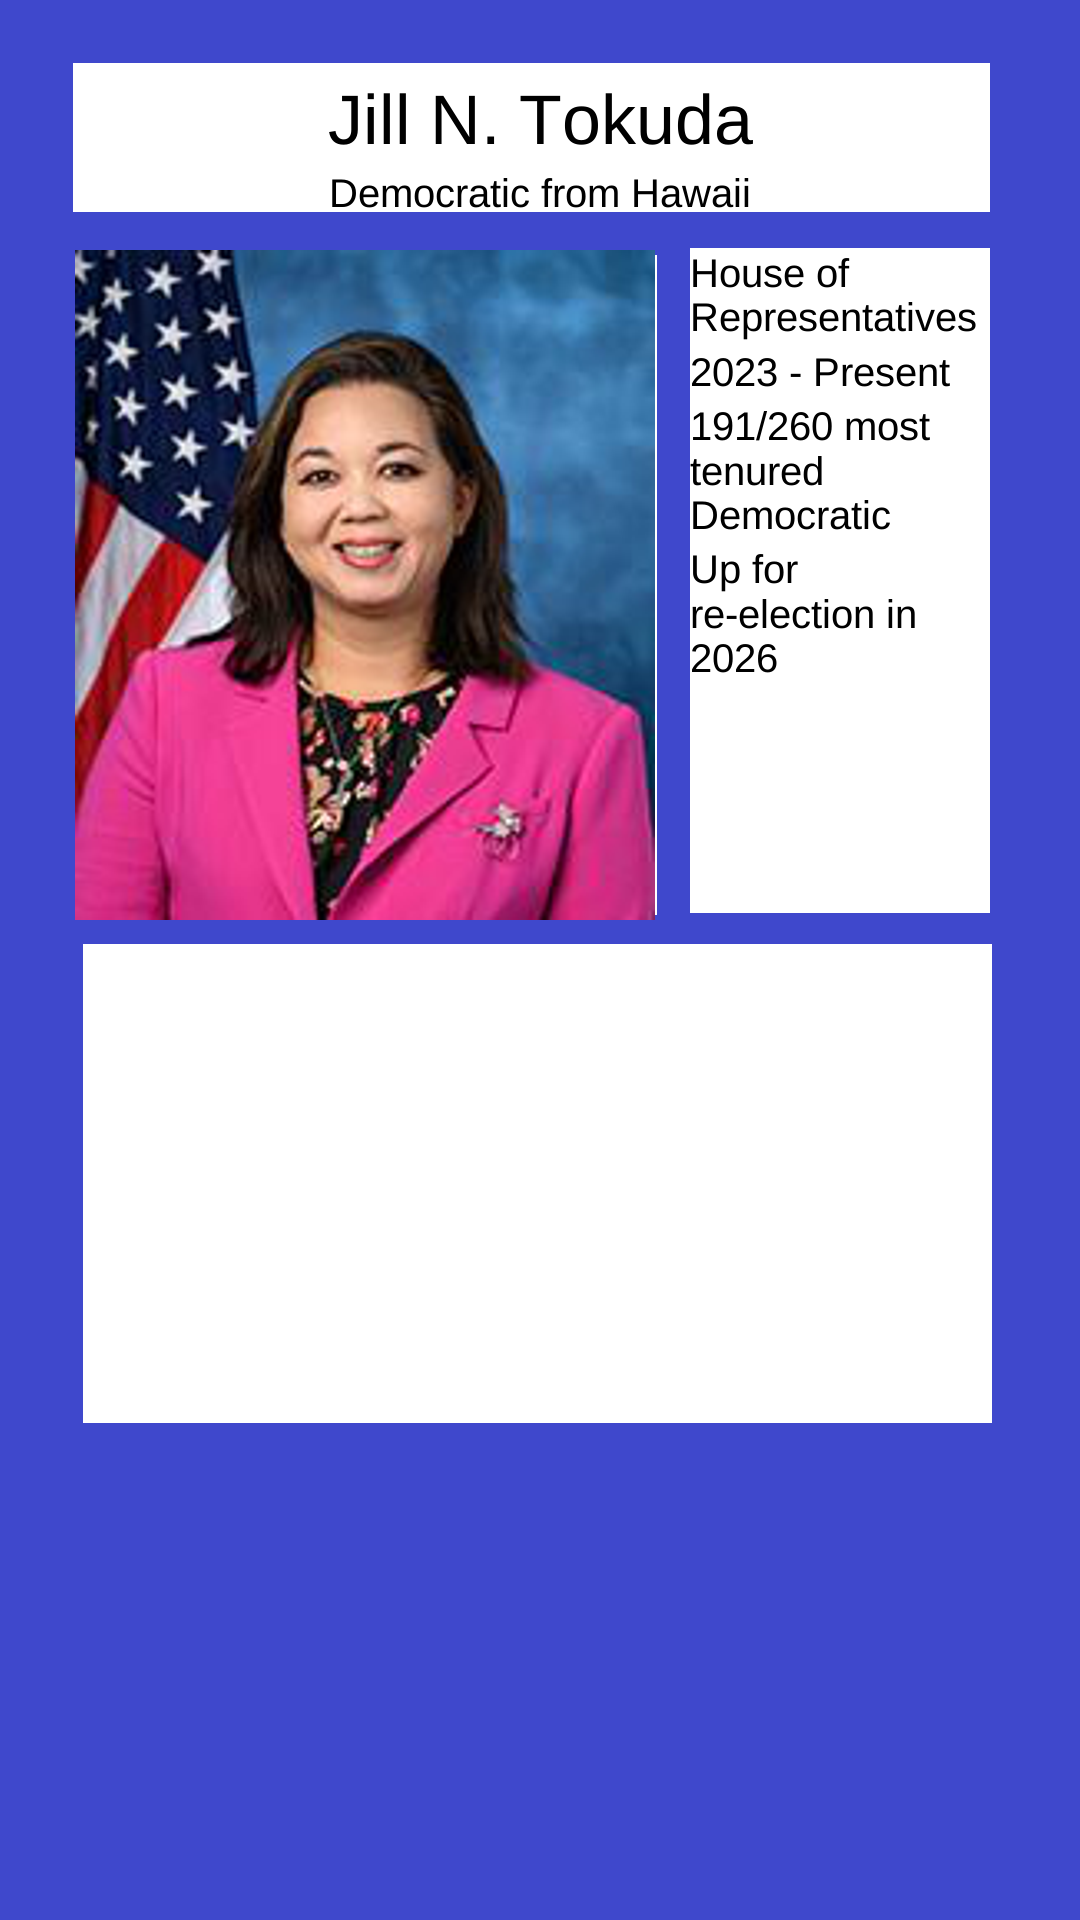 Jill N. Tokuda
Democratic from Hawaii
House of
Representatives
2023 - Present
191/260 most
tenured
Democratic
Up for
re-election in
2026